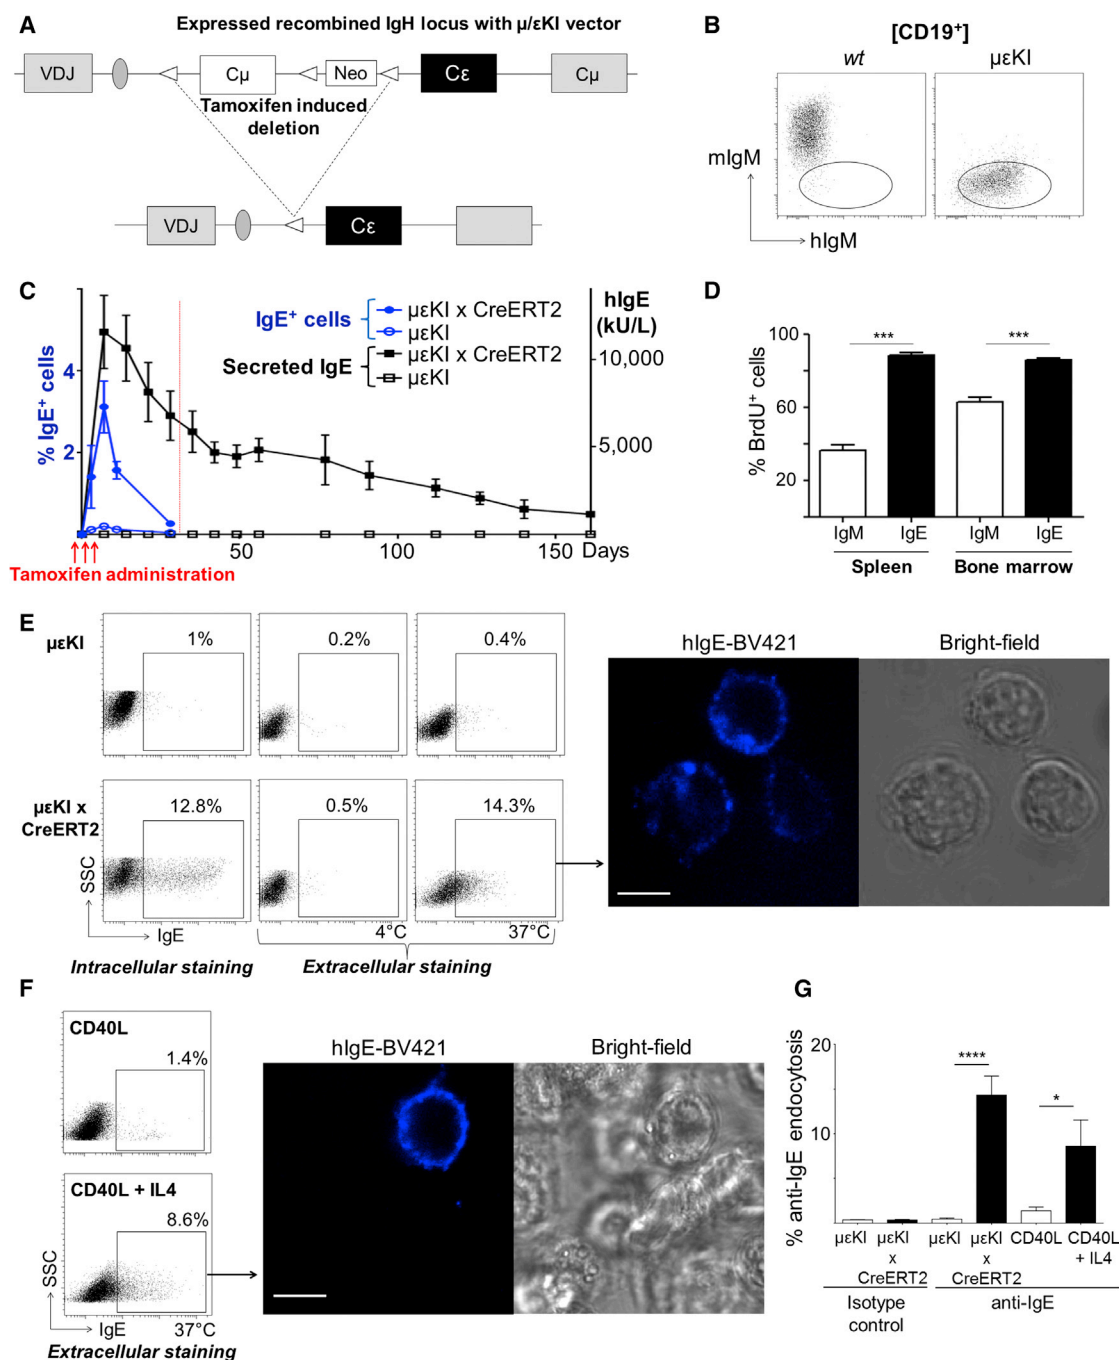 A
Expressed recombined IgH locus with μ/εKI vector
VDJ
Cμ
Neo
Cε
Cμ
Tamoxifen induced
deletion
VDJ
Cε
B
[CD19+]
wt
μεKI
mIgM
hIgM
C
IgE+ cells
μεKI x CreERT2
μεKI
Secreted IgE
μεKI x CreERT2
μεKI
hIgE
(kU/L)
10,000
5,000
% IgE+ cells
4
2
50
100
150
Days
Tamoxifen administration
D
% BrdU+ cells
100
60
20
***
***
IgM
IgE
IgM
IgE
Spleen
Bone marrow
E
μεKI
1%
0.2%
0.4%
μεKI x
CreERT2
12.8%
0.5%
14.3%
SSC
IgE
4°C
37°C
Intracellular staining
Extracellular staining
hIgE-BV421
Bright-field
F
CD40L
1.4%
CD40L + IL4
8.6%
SSC
IgE
37°C
Extracellular staining
hIgE-BV421
Bright-field
G
% anti-IgE endocytosis
20
10
****
*
μεKI
μεKI
x
CreERT2
μεKI
μεKI
x
CreERT2
CD40L
CD40L
+ IL4
Isotype
control
anti-IgE